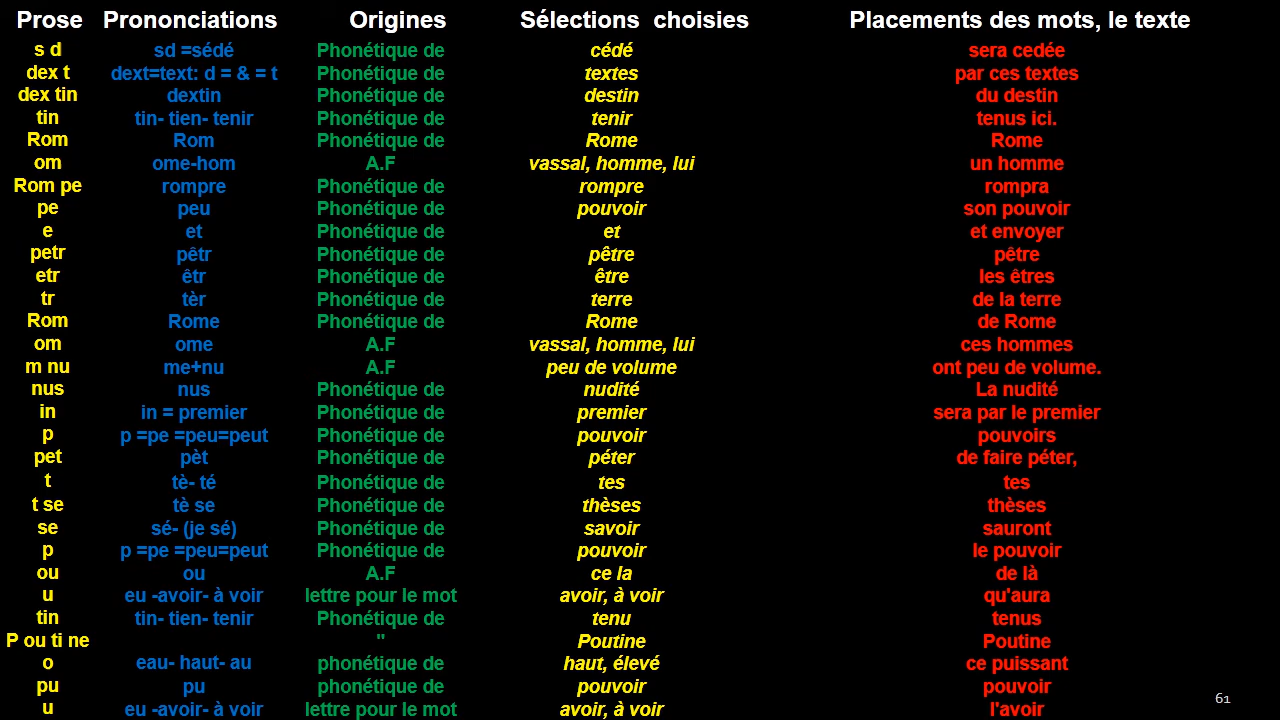 Prose Prononciations Origines Sélections choisies Placements des mots, le texte
s d sd =sédé Phonétique de cédé sera cedée
dex t dext=text: d = & = t Phonétique de textes par ces textes
dex tin dextin Phonétique de destin du destin
tin tin- tien- tenir Phonétique de tenir tenus ici.
Rom Rom Phonétique de Rome Rome
om ome-hom A.F vassal, homme, lui un homme
Rom pe rompre Phonétique de rompre rompra
pe peu Phonétique de pouvoir son pouvoir
e et Phonétique de et et envoyer
petr pêtr Phonétique de pêtre pêtre
etr êtr Phonétique de être les êtres
tr tèr Phonétique de terre de la terre
Rom Rome Phonétique de Rome de Rome
om ome A.F vassal, homme, lui ces hommes
m nu me+nu A.F peu de volume ont peu de volume.
nus nus Phonétique de nudité La nudité
in in = premier Phonétique de premier sera par le premier
p p =pe =peu=peut Phonétique de pouvoir pouvoirs
pet pèt Phonétique de péter de faire péter,
t tè- té Phonétique de tes tes
t se tè se Phonétique de thèses thèses
se sé- (je sé) Phonétique de savoir sauront
p p =pe =peu=peut Phonétique de pouvoir le pouvoir
ou ou A.F ce la de là
u eu -avoir- à voir lettre pour le mot avoir, à voir qu'aura
tin tin- tien- tenir Phonétique de tenu tenus
P ou ti ne " Poutine Poutine
o eau- haut- au phonétique de haut, élevé ce puissant
pu pu phonétique de pouvoir pouvoir
u eu -avoir- à voir lettre pour le mot avoir, à voir l'avoir
61